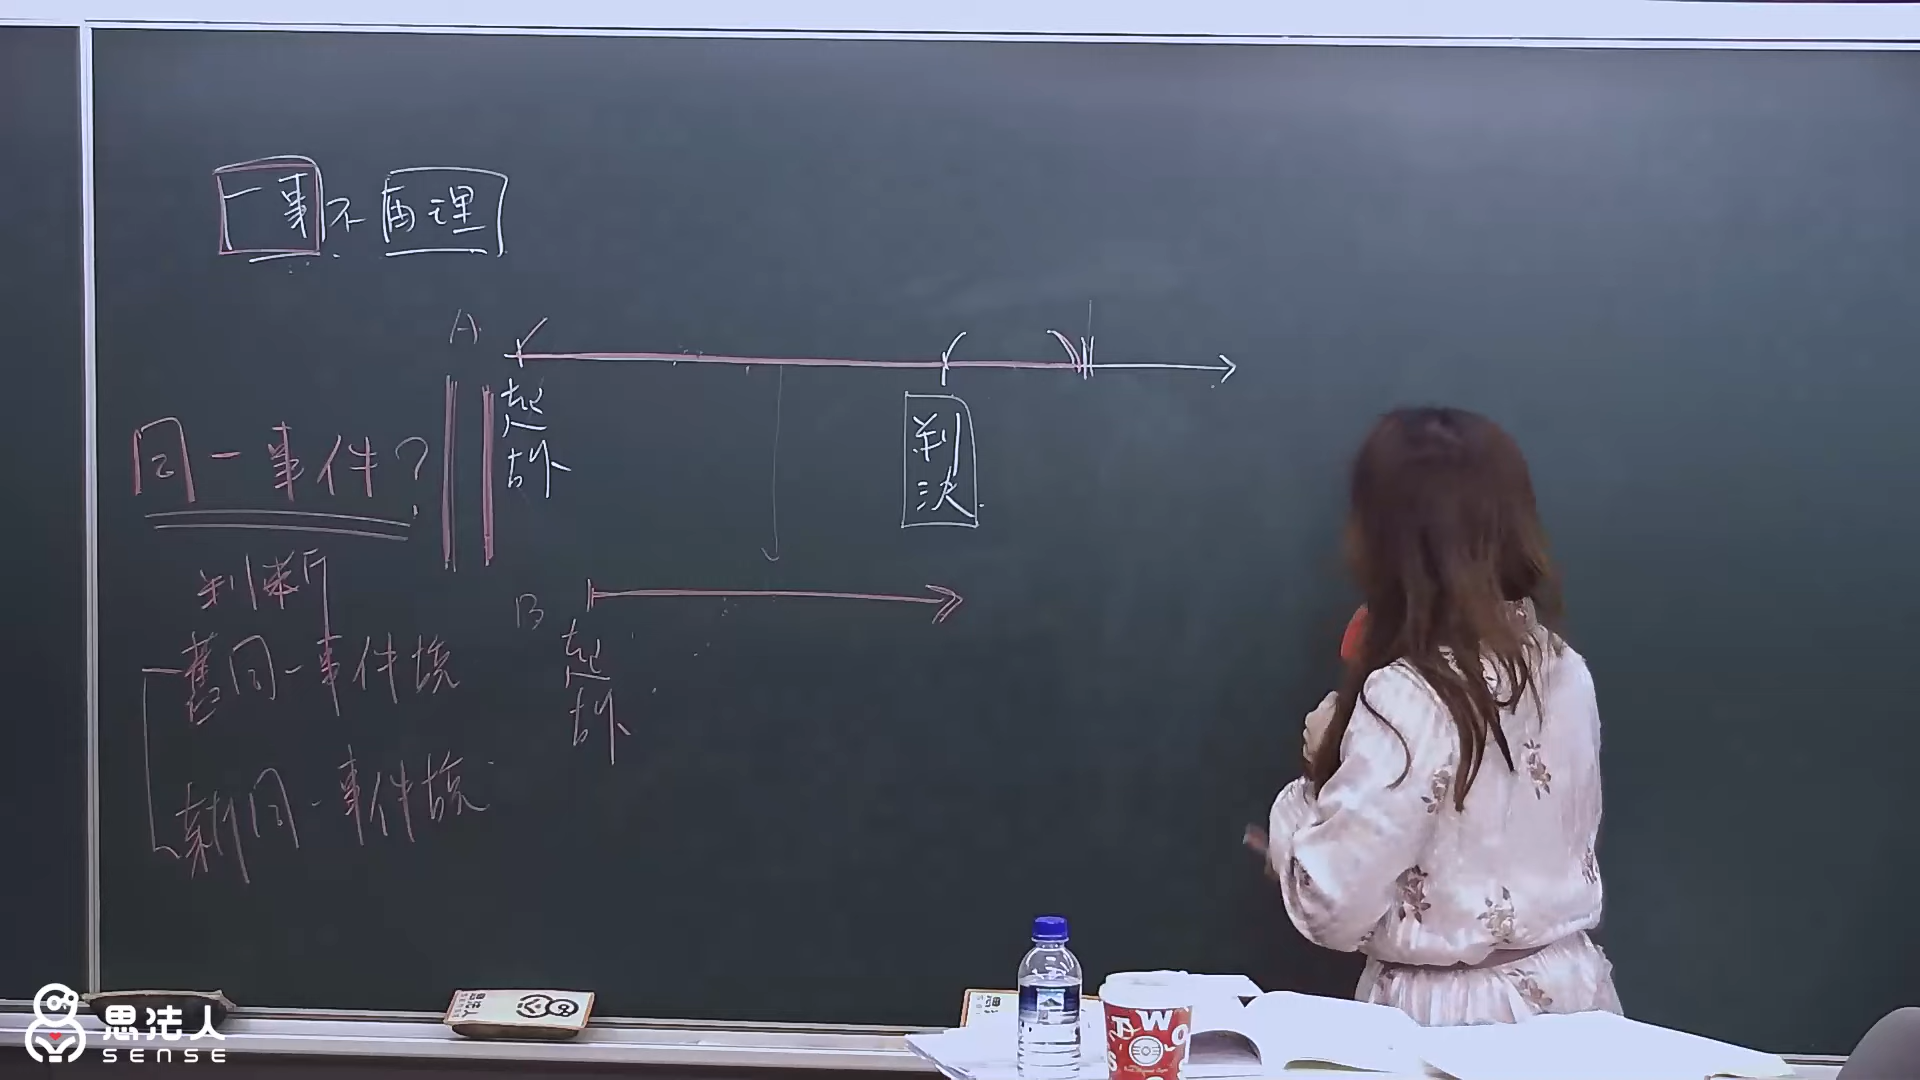 一事不再理
A
起訴
判決
同一事件?
B
起訴
判斷
舊同一事件說
新同一事件說
思法人
SENSE